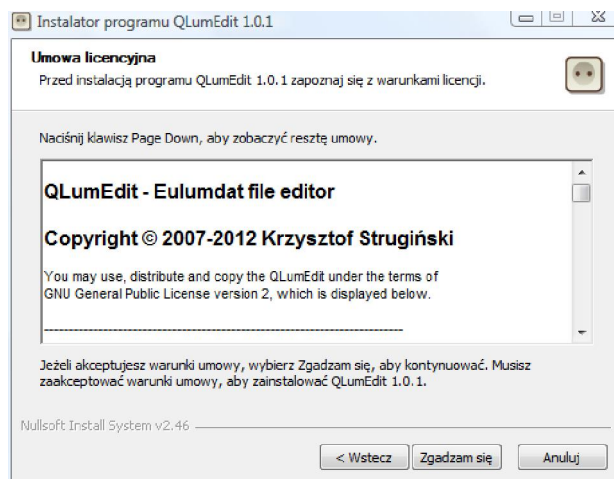 Instalator programu QLumEdit 1.0.1
Umowa licencyjna
Przed instalacją programu QLumEdit 1.0.1 zapoznaj się z warunkami licencji.
Naciśnij klawisz Page Down, aby zobaczyć resztę umowy.
QLumEdit - Eulumdat file editor
Copyright © 2007-2012 Krzysztof Strugiński
You may use, distribute and copy the QLumEdit under the terms of
GNU General Public License version 2, which is displayed below.
---------------------------------------------------------------------------
Jeżeli akceptujesz warunki umowy, wybierz Zgadzam się, aby kontynuować. Musisz
zaakceptować warunki umowy, aby zainstalować QLumEdit 1.0.1.
Nullsoft Install System v2.46
< Wstecz Zgadzam się Anuluj